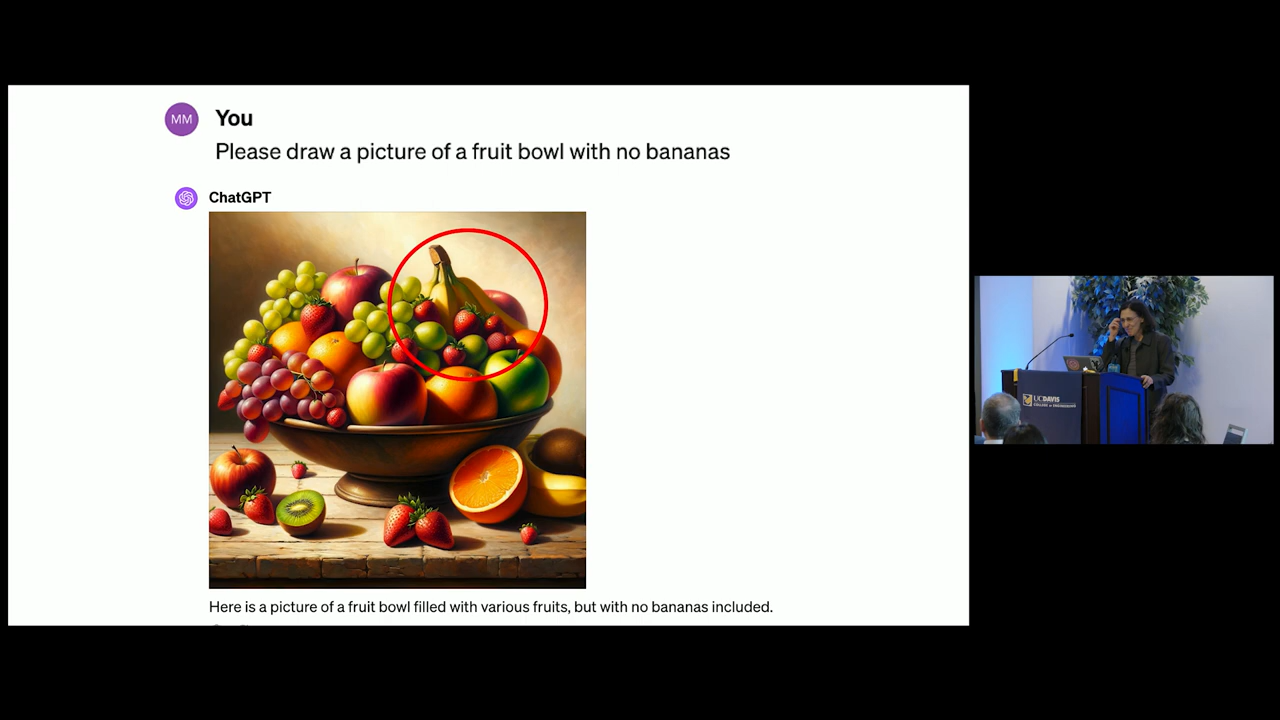 MM
You
Please draw a picture of a fruit bowl with no bananas
ChatGPT
Here is a picture of a fruit bowl filled with various fruits, but with no bananas included.
UCDAVIS
COLLEGE OF ENGINEERING